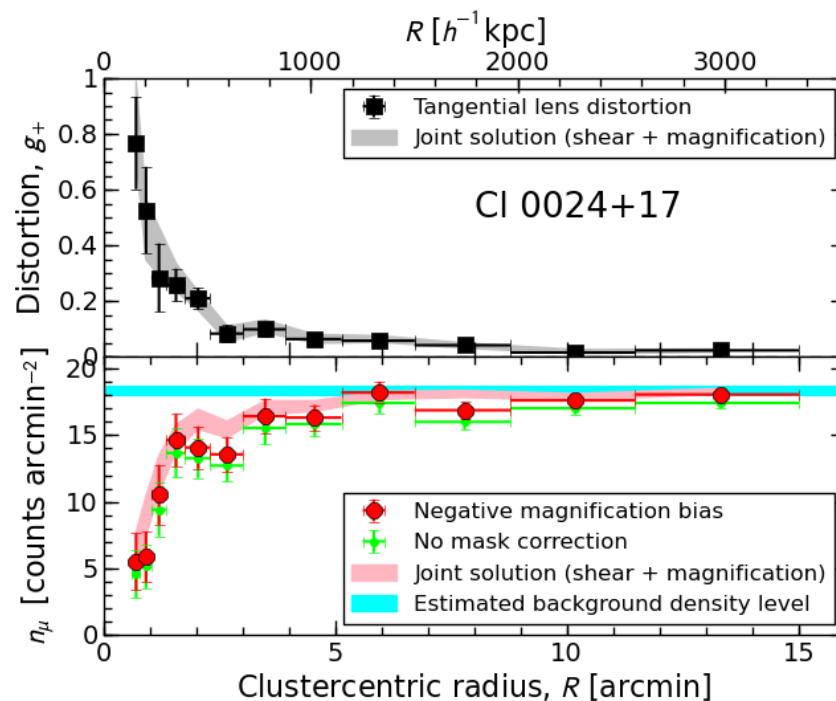 R [h⁻¹kpc]
0 1000 2000 3000
1
0.8
0.6
0.4
0.2
0
Distortion, g₊
Tangential lens distortion
Joint solution (shear + magnification)
Cl 0024+17
20
15
10
5
0
n_μ [counts arcmin⁻²]
Negative magnification bias
No mask correction
Joint solution (shear + magnification)
Estimated background density level
0 5 10 15
Clustercentric radius, R [arcmin]